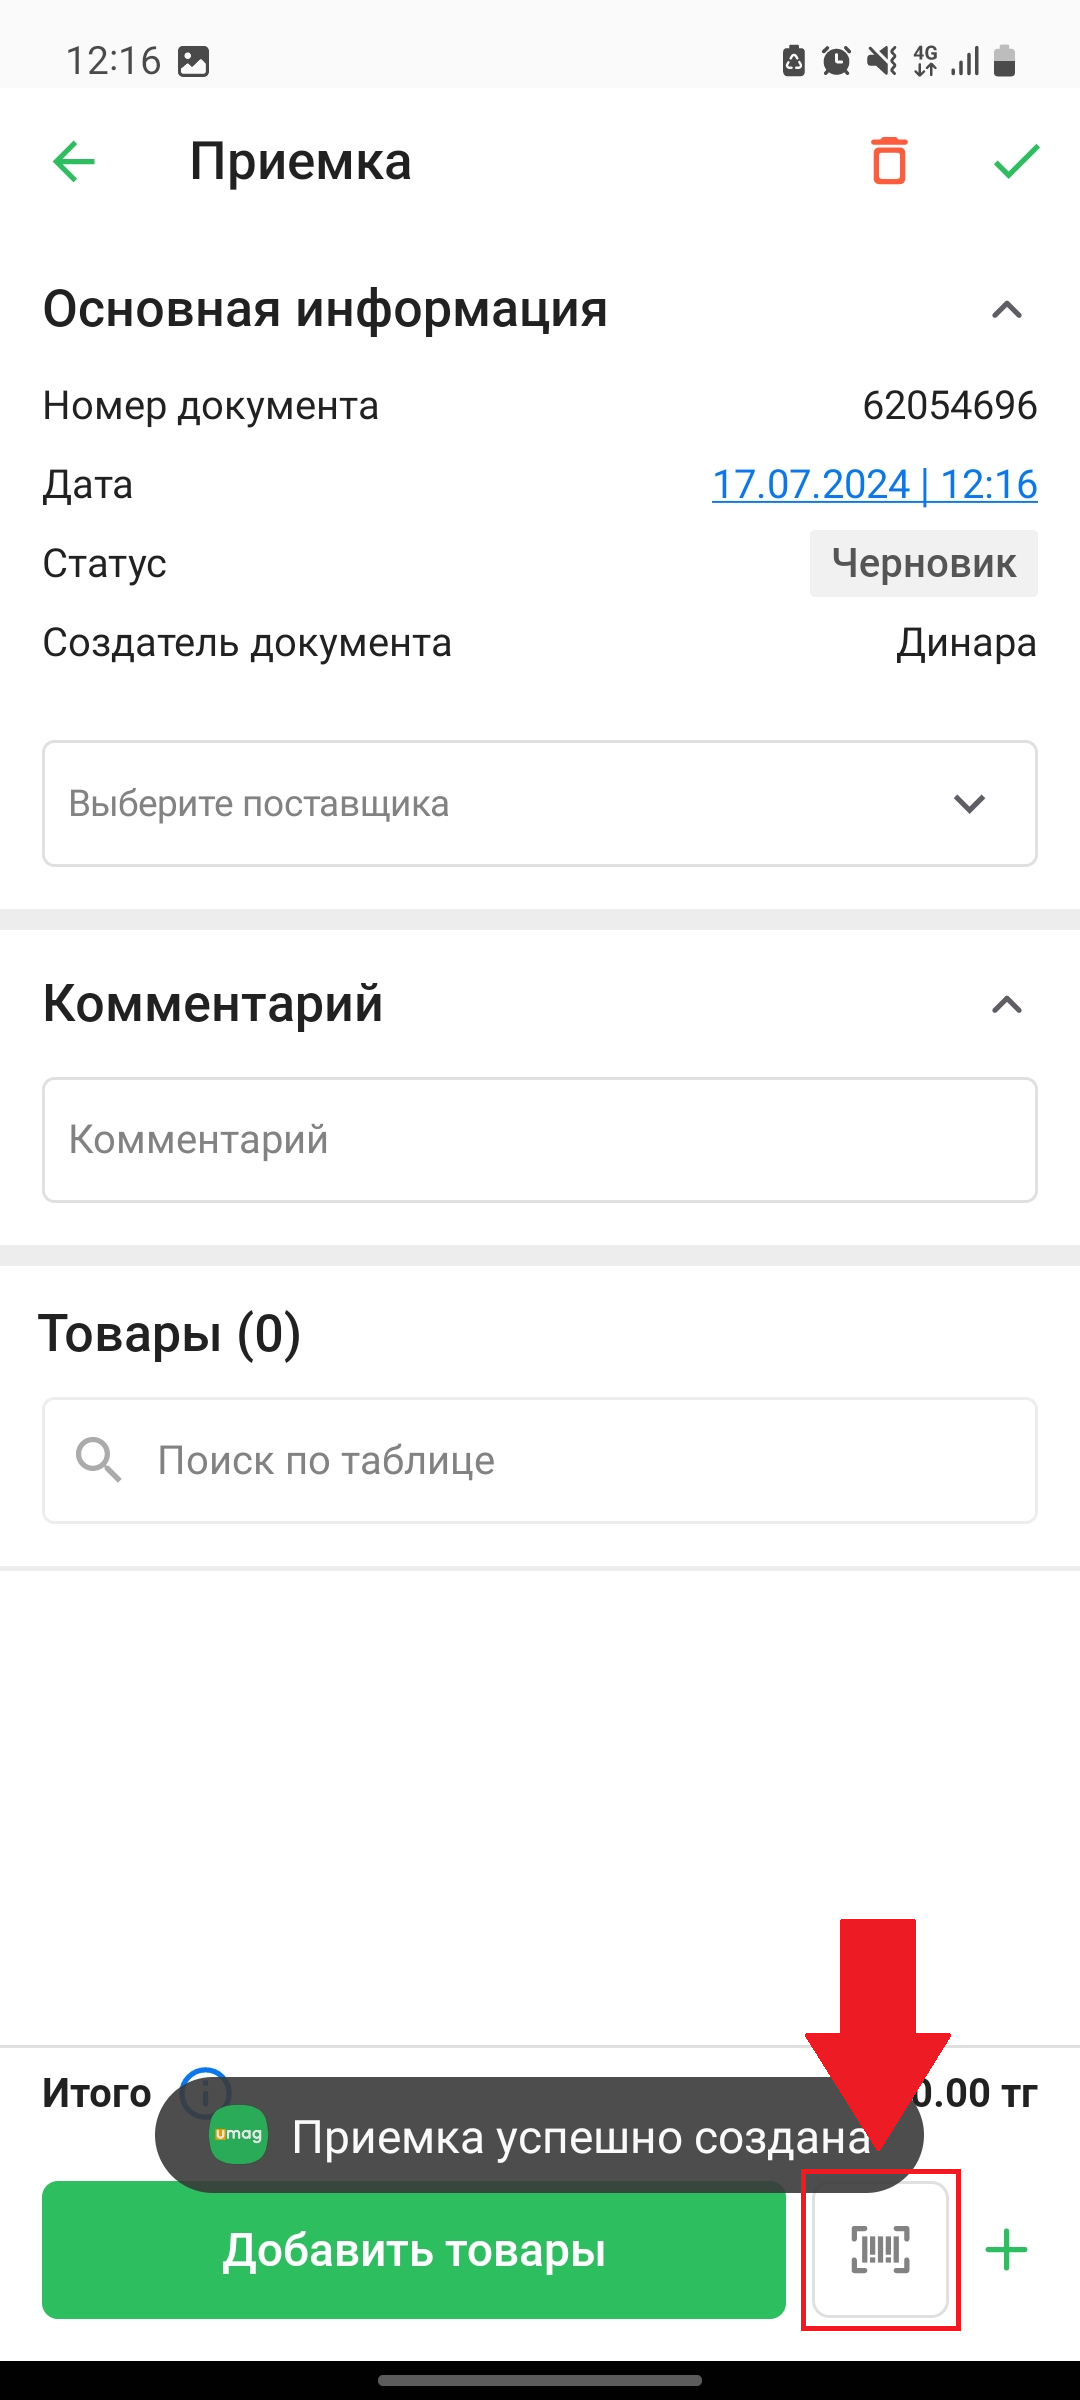 12:16
4G
Приемка
Основная информация
Номер документа 62054696
Дата 17.07.2024 | 12:16
Статус Черновик
Создатель документа Динара
Выберите поставщика
Комментарий
Комментарий
Товары (0)
Поиск по таблице
Итого 0.00 тг
umag Приемка успешно создана
Добавить товары